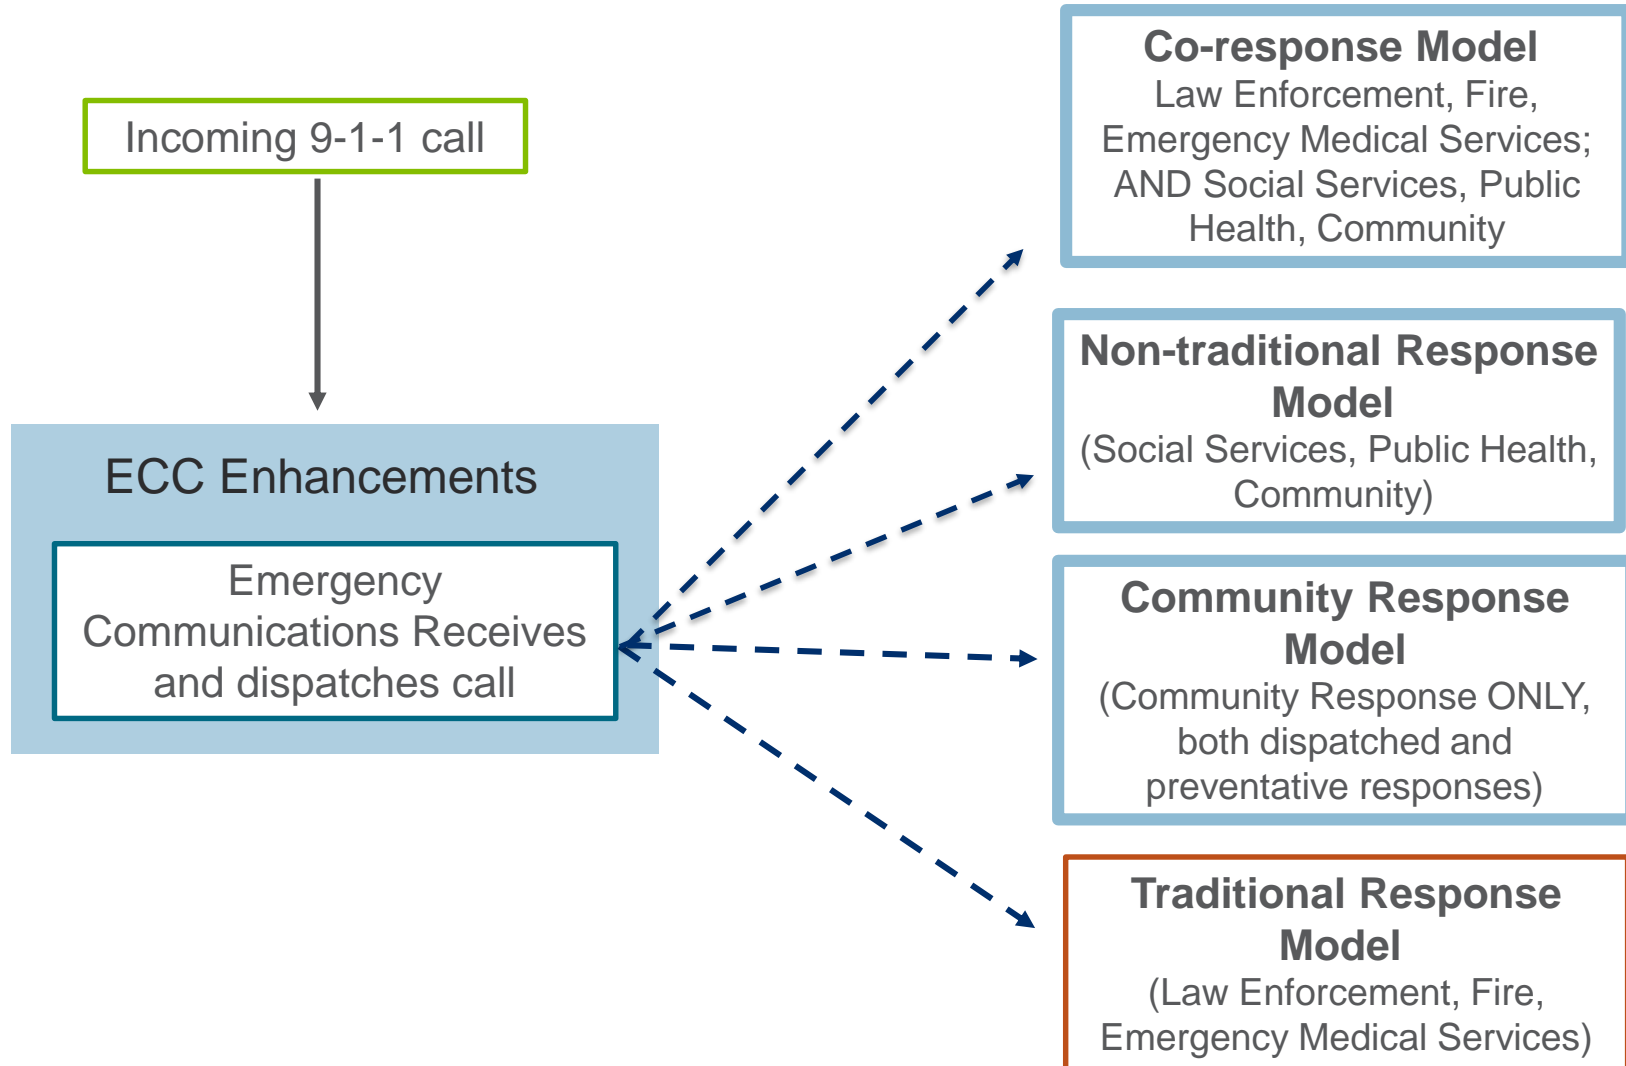 Incoming 9-1-1 call
ECC Enhancements
Emergency
Communications Receives
and dispatches call
Co-response Model
Law Enforcement, Fire,
Emergency Medical Services;
AND Social Services, Public
Health, Community
Non-traditional Response
Model
(Social Services, Public Health,
Community)
Community Response
Model
(Community Response ONLY,
both dispatched and
preventative responses)
Traditional Response
Model
(Law Enforcement, Fire,
Emergency Medical Services)